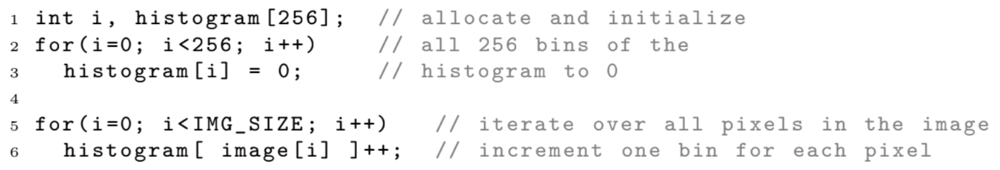 1 int i, histogram[256];  // allocate and initialize
2 for(i=0; i<256; i++)    // all 256 bins of the
3   histogram[i] = 0;     // histogram to 0
4
5 for(i=0; i<IMG_SIZE; i++)   // iterate over all pixels in the image
6   histogram[ image[i] ]++;  // increment one bin for each pixel